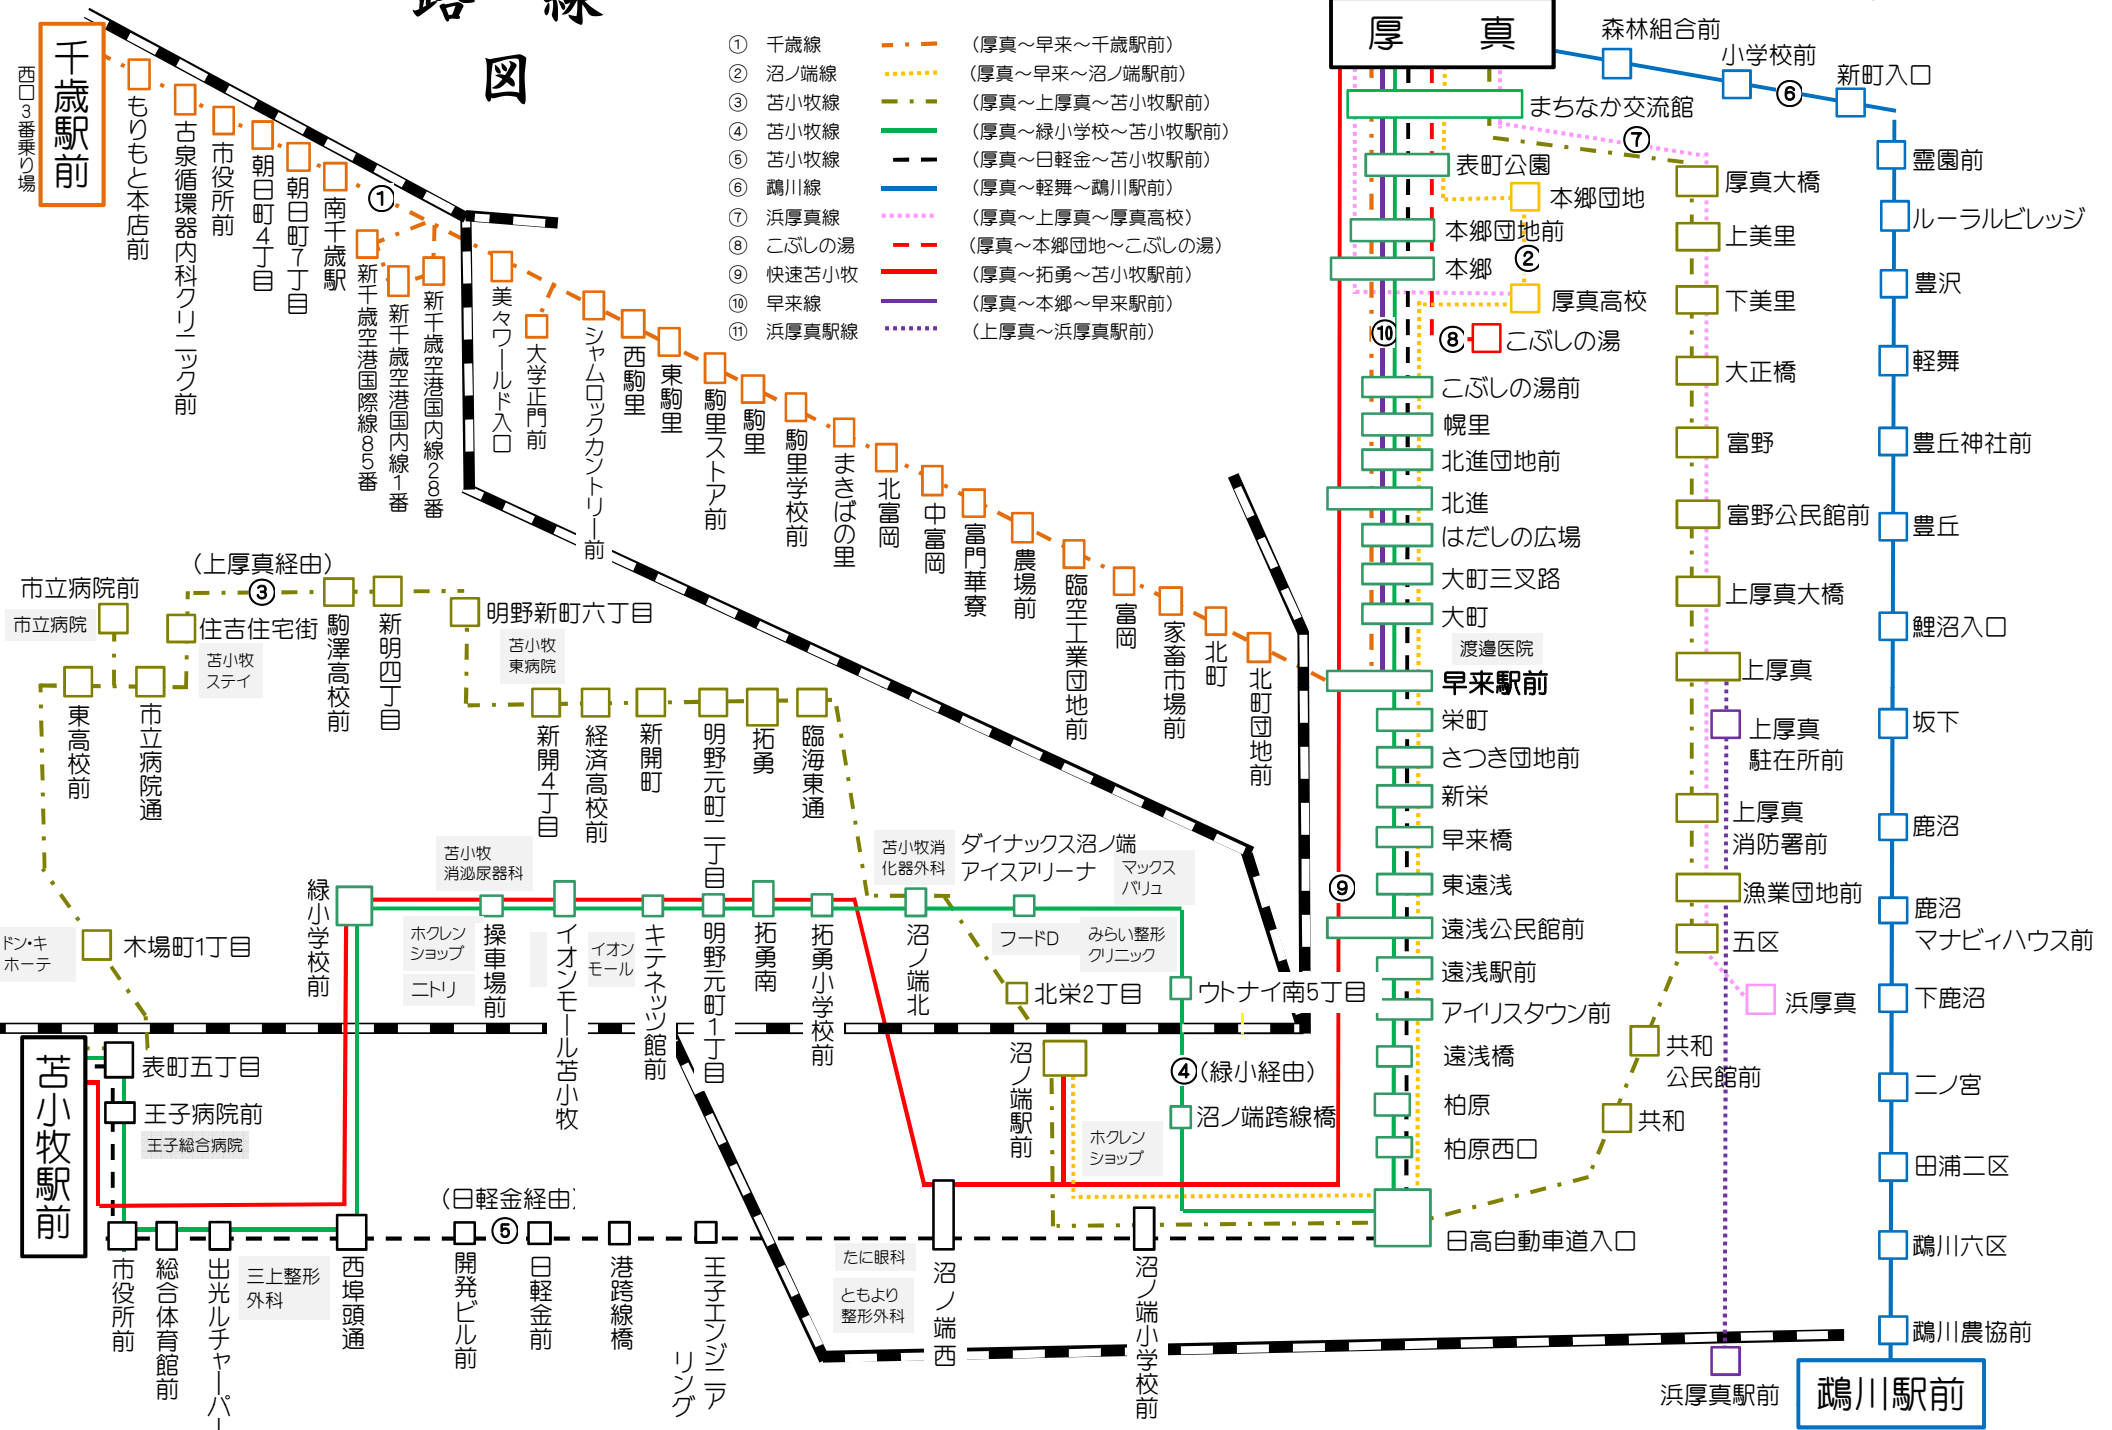 路線
図
千歳駅前
西口3番乗り場
もりもと本店前
古泉循環器内科クリニック前
市役所前
朝日町4丁目
朝日町7丁目
南千歳駅
①
新千歳空港国際線85番
新千歳空港国内線1番
新千歳空港国内線28番
美々ワールド入口
大学正門前
シャムロックカントリー前
西駒里
東駒里
駒里ストア前
駒里
駒里学校前
まきばの里
北富岡
中富岡
富門華寮
農場前
臨空工業団地前
富岡
家畜市場前
北町
北町団地前
① 千歳線 (厚真～早来～千歳駅前)
② 沼ノ端線 (厚真～早来～沼ノ端駅前)
③ 苫小牧線 (厚真～上厚真～苫小牧駅前)
④ 苫小牧線 (厚真～緑小学校～苫小牧駅前)
⑤ 苫小牧線 (厚真～日軽金～苫小牧駅前)
⑥ 鵡川線 (厚真～軽舞～鵡川駅前)
⑦ 浜厚真線 (厚真～上厚真～厚真高校)
⑧ こぶしの湯 (厚真～本郷団地～こぶしの湯)
⑨ 快速苫小牧 (厚真～拓勇～苫小牧駅前)
⑩ 早来線 (厚真～本郷～早来駅前)
⑪ 浜厚真駅線 (上厚真～浜厚真駅前)
厚真
まちなか交流館
表町公園
本郷団地
本郷団地前
②
本郷
厚真高校
⑩
⑧
こぶしの湯
こぶしの湯前
幌里
北進団地前
北進
はだしの広場
大町三叉路
大町
渡邉医院
早来駅前
栄町
さつき団地前
新栄
早来橋
東遠浅
⑨
遠浅公民館前
遠浅駅前
アイリスタウン前
遠浅橋
柏原
柏原西口
日高自動車道入口
森林組合前
小学校前
⑥
新町入口
霊園前
ルーラルビレッジ
豊沢
軽舞
豊丘神社前
豊丘
鯉沼入口
坂下
鹿沼
鹿沼
マナビィハウス前
下鹿沼
二ノ宮
田浦二区
鵡川六区
鵡川農協前
鵡川駅前
⑦
厚真大橋
上美里
下美里
大正橋
富野
富野公民館前
上厚真大橋
上厚真
上厚真
駐在所前
上厚真
消防署前
漁業団地前
五区
浜厚真
共和
公民館前
共和
浜厚真駅前
(上厚真経由)
③
市立病院前
市立病院
住吉住宅街
苫小牧
ステイ
東高校前
市立病院通
駒澤高校前
新明四丁目
明野新町六丁目
苫小牧
東病院
新開4丁目
経済高校前
新開町
明野元町二丁目
拓勇
臨海東通
苫小牧
消泌尿器科
苫小牧消
化器外科
ダイナックス沼ノ端
アイスアリーナ
マックス
バリュ
緑小学校前
ホクレン
ショップ
ニトリ
操車場前
イオンモール苫小牧
イオン
モール
キテネッツ館前
明野元町1丁目
拓勇南
拓勇小学校前
沼ノ端北
フードD
みらい整形
クリニック
北栄2丁目
ウトナイ南5丁目
④(緑小経由)
沼ノ端跨線橋
沼ノ端駅前
ホクレン
ショップ
ドン・キ
ホーテ
木場町1丁目
苫小牧駅前
表町五丁目
王子病院前
王子総合病院
市役所前
総合体育館前
出光ルチャーパー
三上整形
外科
西埠頭通
(日軽金経由)
⑤
開発ビル前
日軽金前
港跨線橋
王子エンジニア
リング
たに眼科
ともより
整形外科
沼ノ端西
沼ノ端小学校前